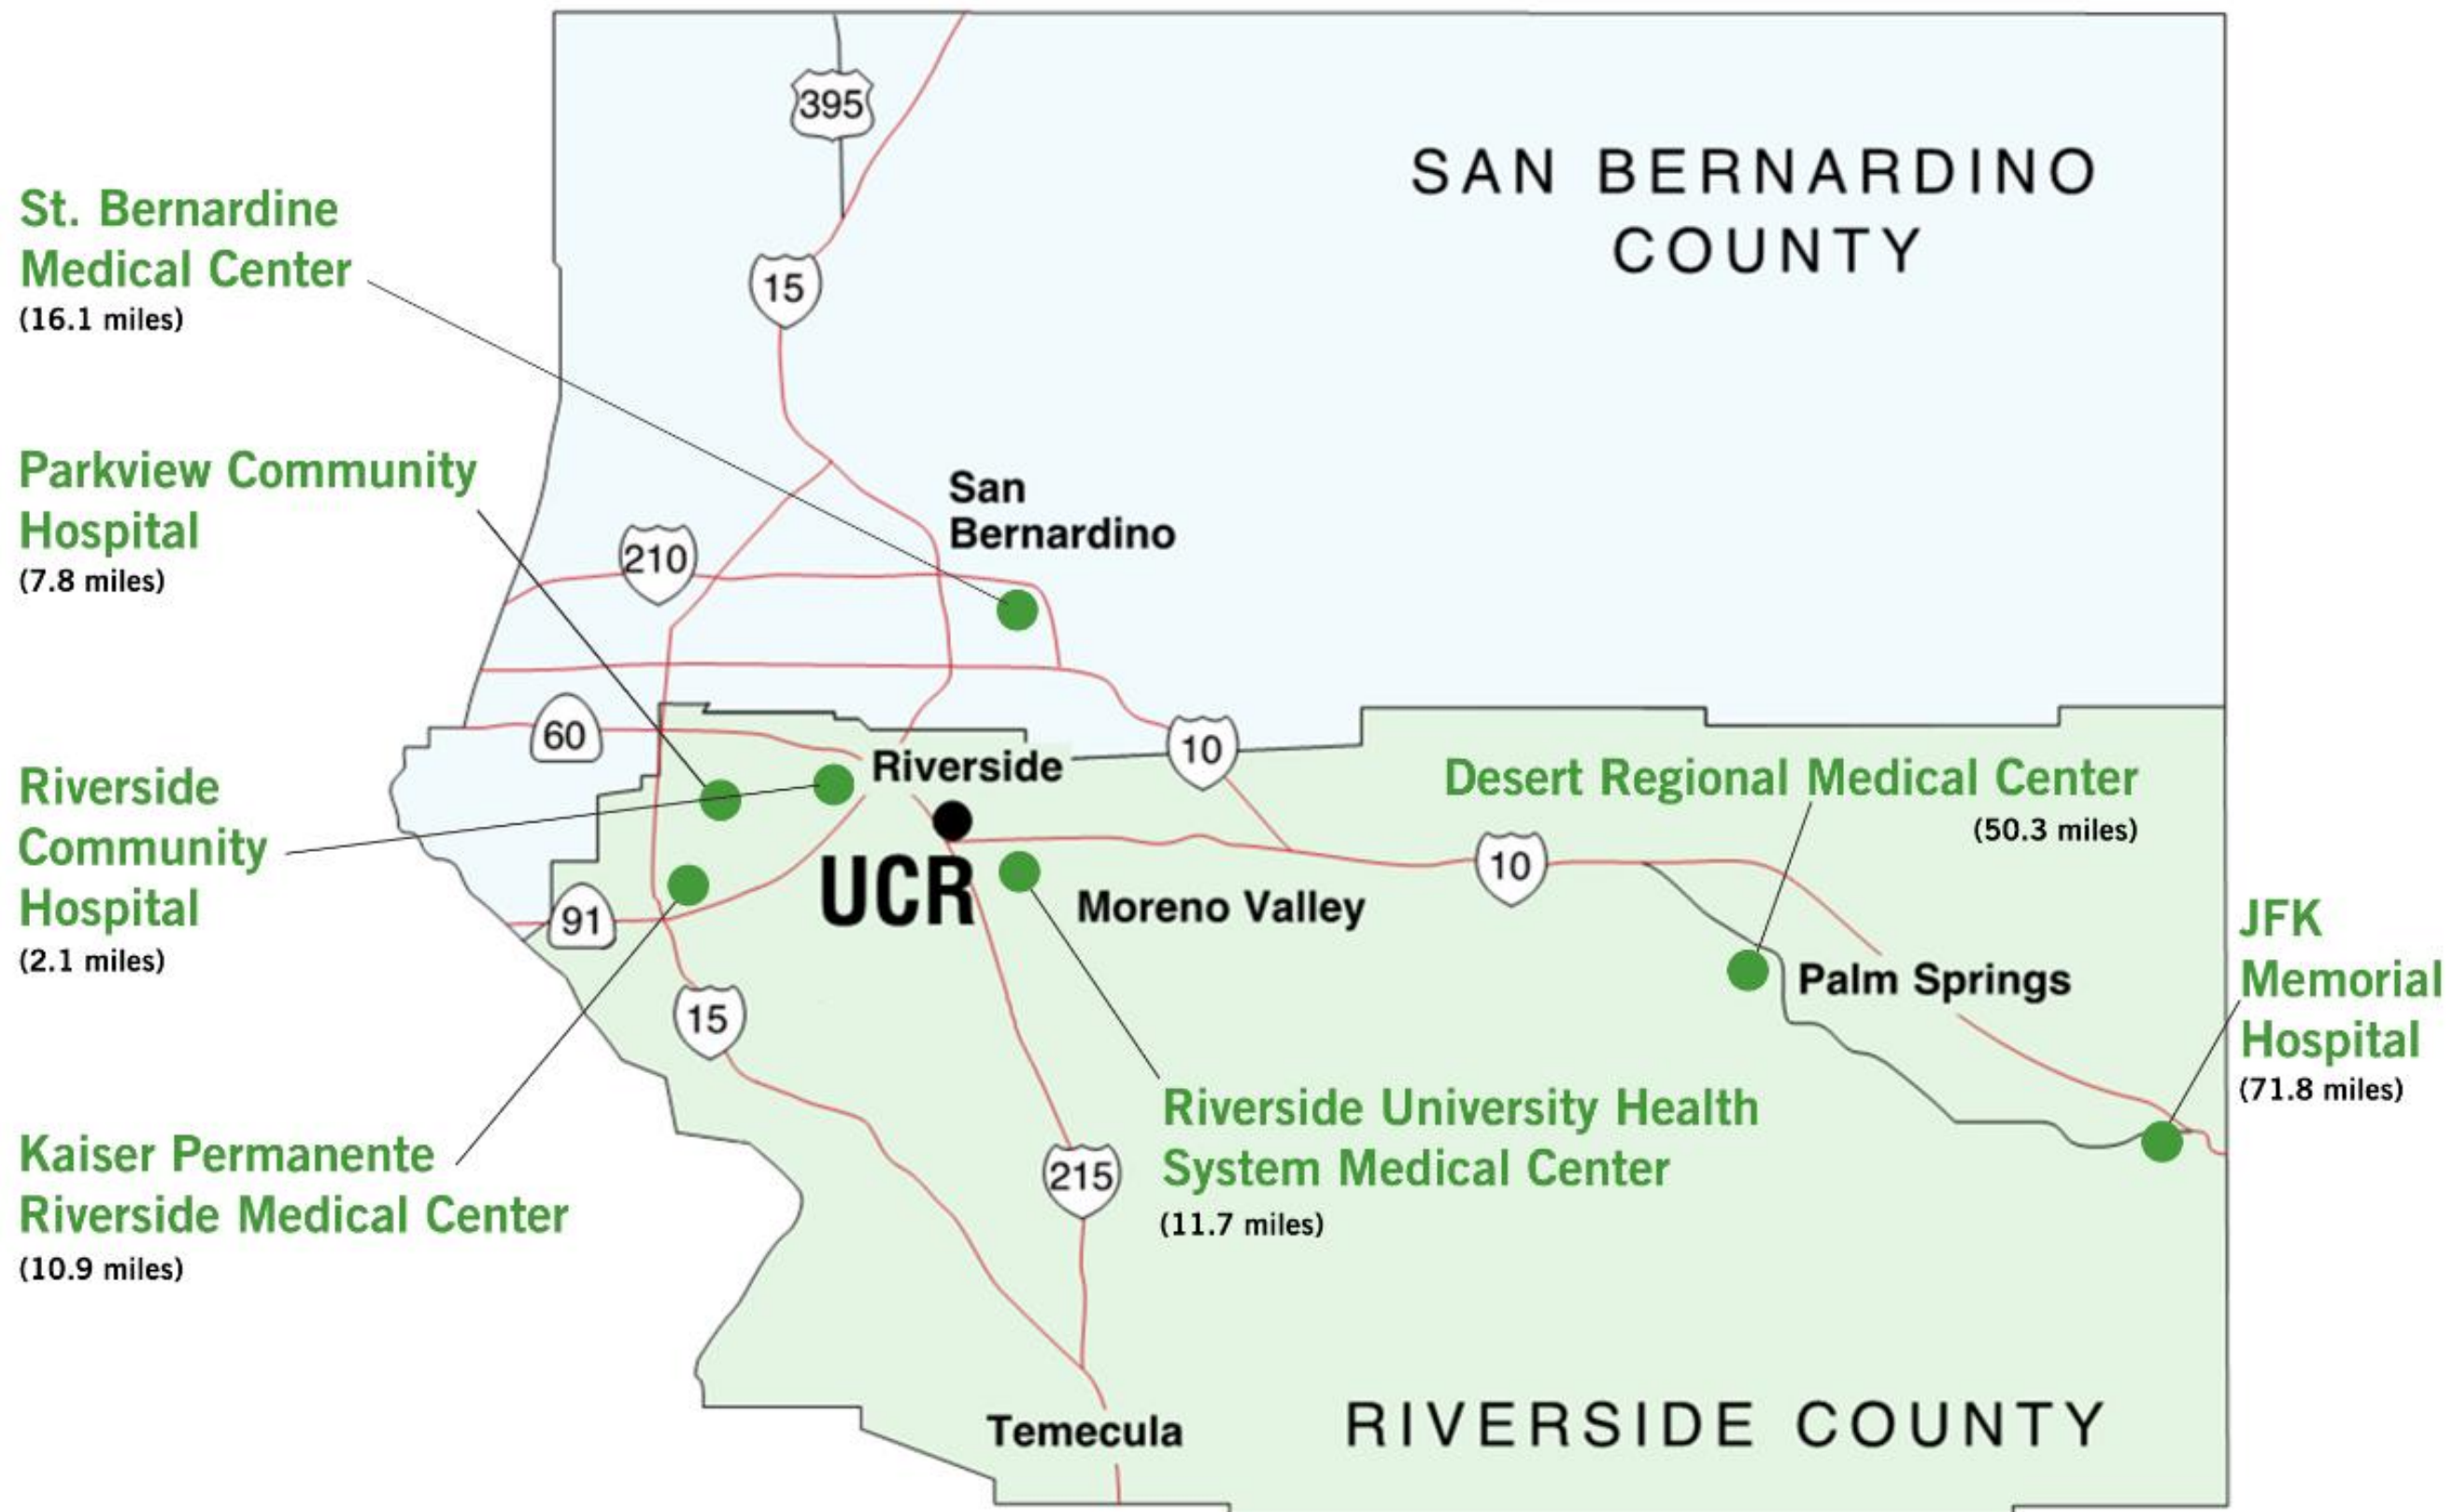 395
SAN BERNARDINO
COUNTY
St. Bernardine
Medical Center
(16.1 miles)
15
Parkview Community
Hospital
(7.8 miles)
San
Bernardino
210
60
10
Riverside
Riverside
Community
Hospital
(2.1 miles)
Desert Regional Medical Center
(50.3 miles)
10
UCR
Moreno Valley
91
JFK
Memorial
Hospital
(71.8 miles)
Palm Springs
15
Kaiser Permanente
Riverside Medical Center
(10.9 miles)
Riverside University Health
System Medical Center
(11.7 miles)
215
Temecula
RIVERSIDE COUNTY